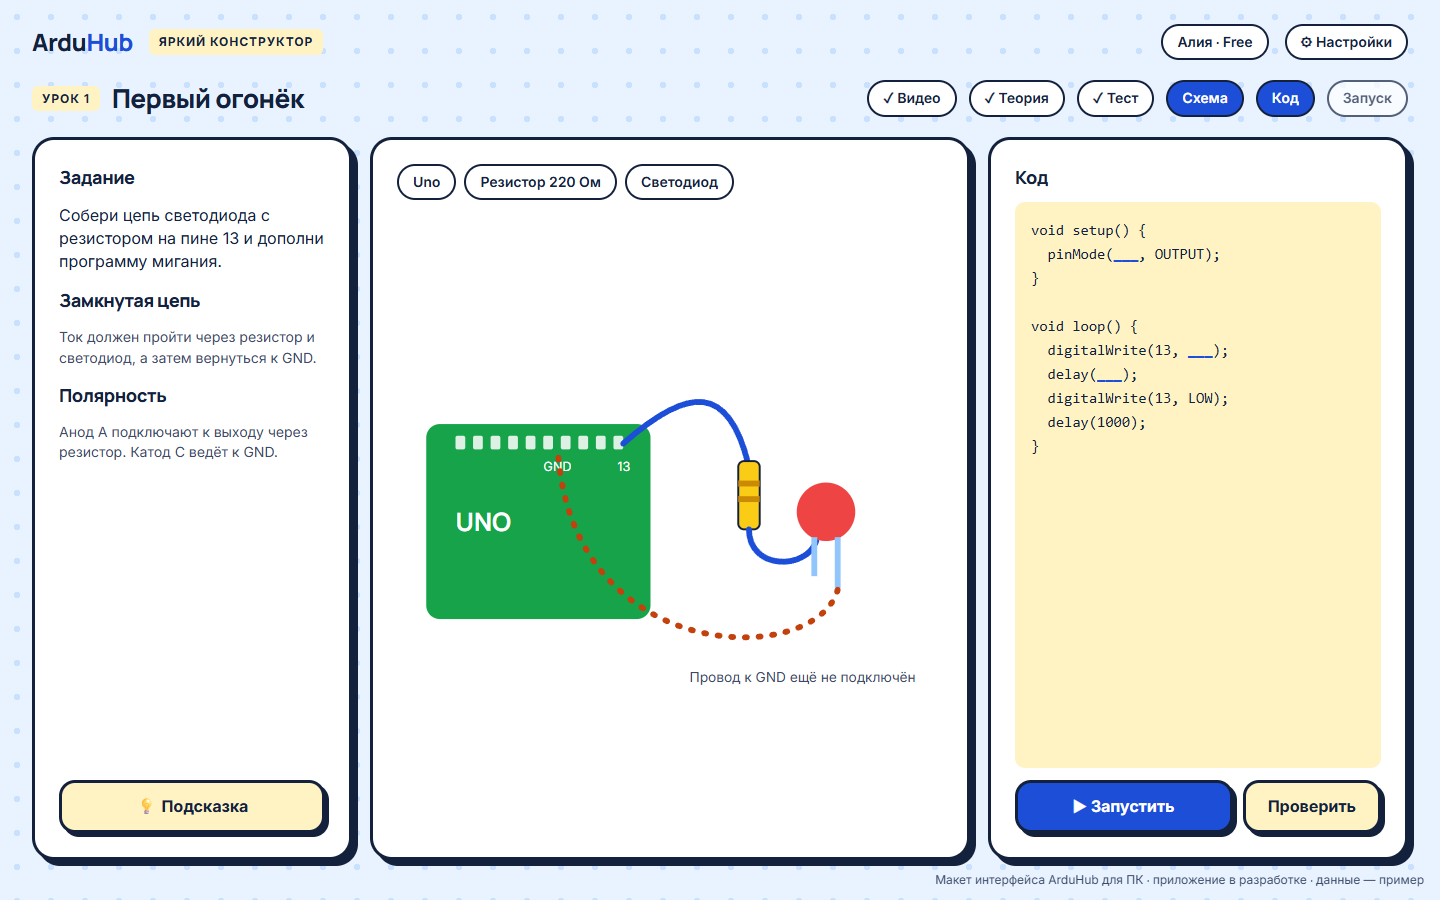 ArduHub
ЯРКИЙ КОНСТРУКТОР
Алия · Free
⚙ Настройки
УРОК 1
Первый огонёк
✓ Видео
✓ Теория
✓ Тест
Схема
Код
Запуск
Задание
Собери цепь светодиода с
резистором на пине 13 и дополни
программу мигания.
Замкнутая цепь
Ток должен пройти через резистор и
светодиод, а затем вернуться к GND.
Полярность
Анод A подключают к выходу через
резистор. Катод C ведёт к GND.
💡 Подсказка
Uno
Резистор 220 Ом
Светодиод
GND
13
UNO
Провод к GND ещё не подключён
Код
void setup() {
  pinMode(___, OUTPUT);
}
void loop() {
  digitalWrite(13, ___);
  delay(___);
  digitalWrite(13, LOW);
  delay(1000);
}
▶ Запустить
Проверить
Макет интерфейса ArduHub для ПК · приложение в разработке · данные — пример